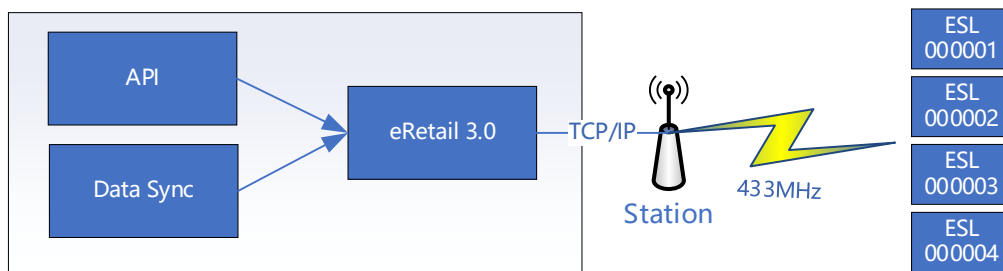 API
Data Sync
eRetail 3.0
TCP/IP
Station
433MHz
ESL
000001
ESL
000002
ESL
000003
ESL
000004